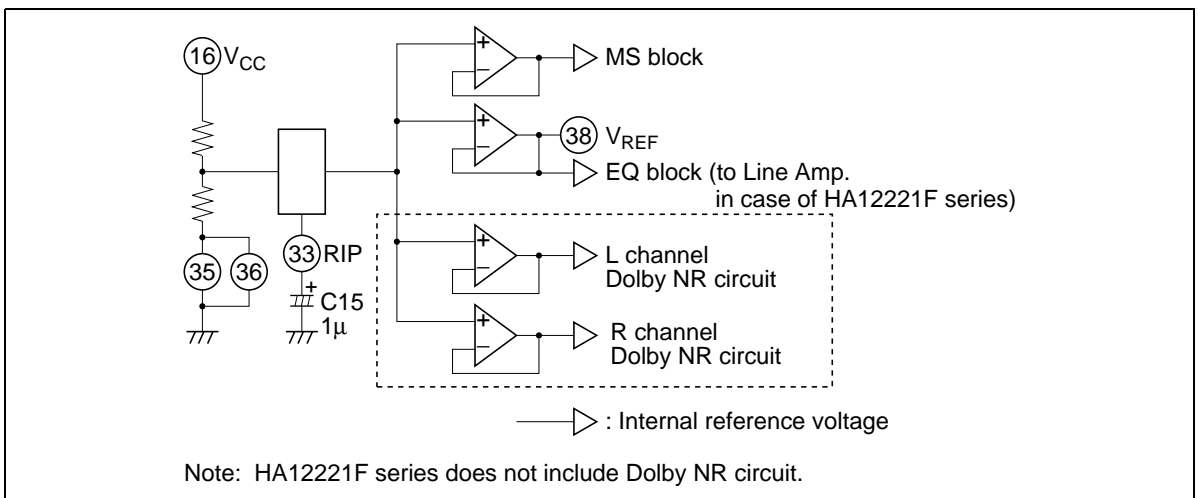 16 VCC
+
−
MS block
+
−
38 VREF
EQ block (to Line Amp.
in case of HA12221F series)
35 36
33 RIP
+
C15
1μ
+
−
L channel
Dolby NR circuit
+
−
R channel
Dolby NR circuit
: Internal reference voltage
Note: HA12221F series does not include Dolby NR circuit.